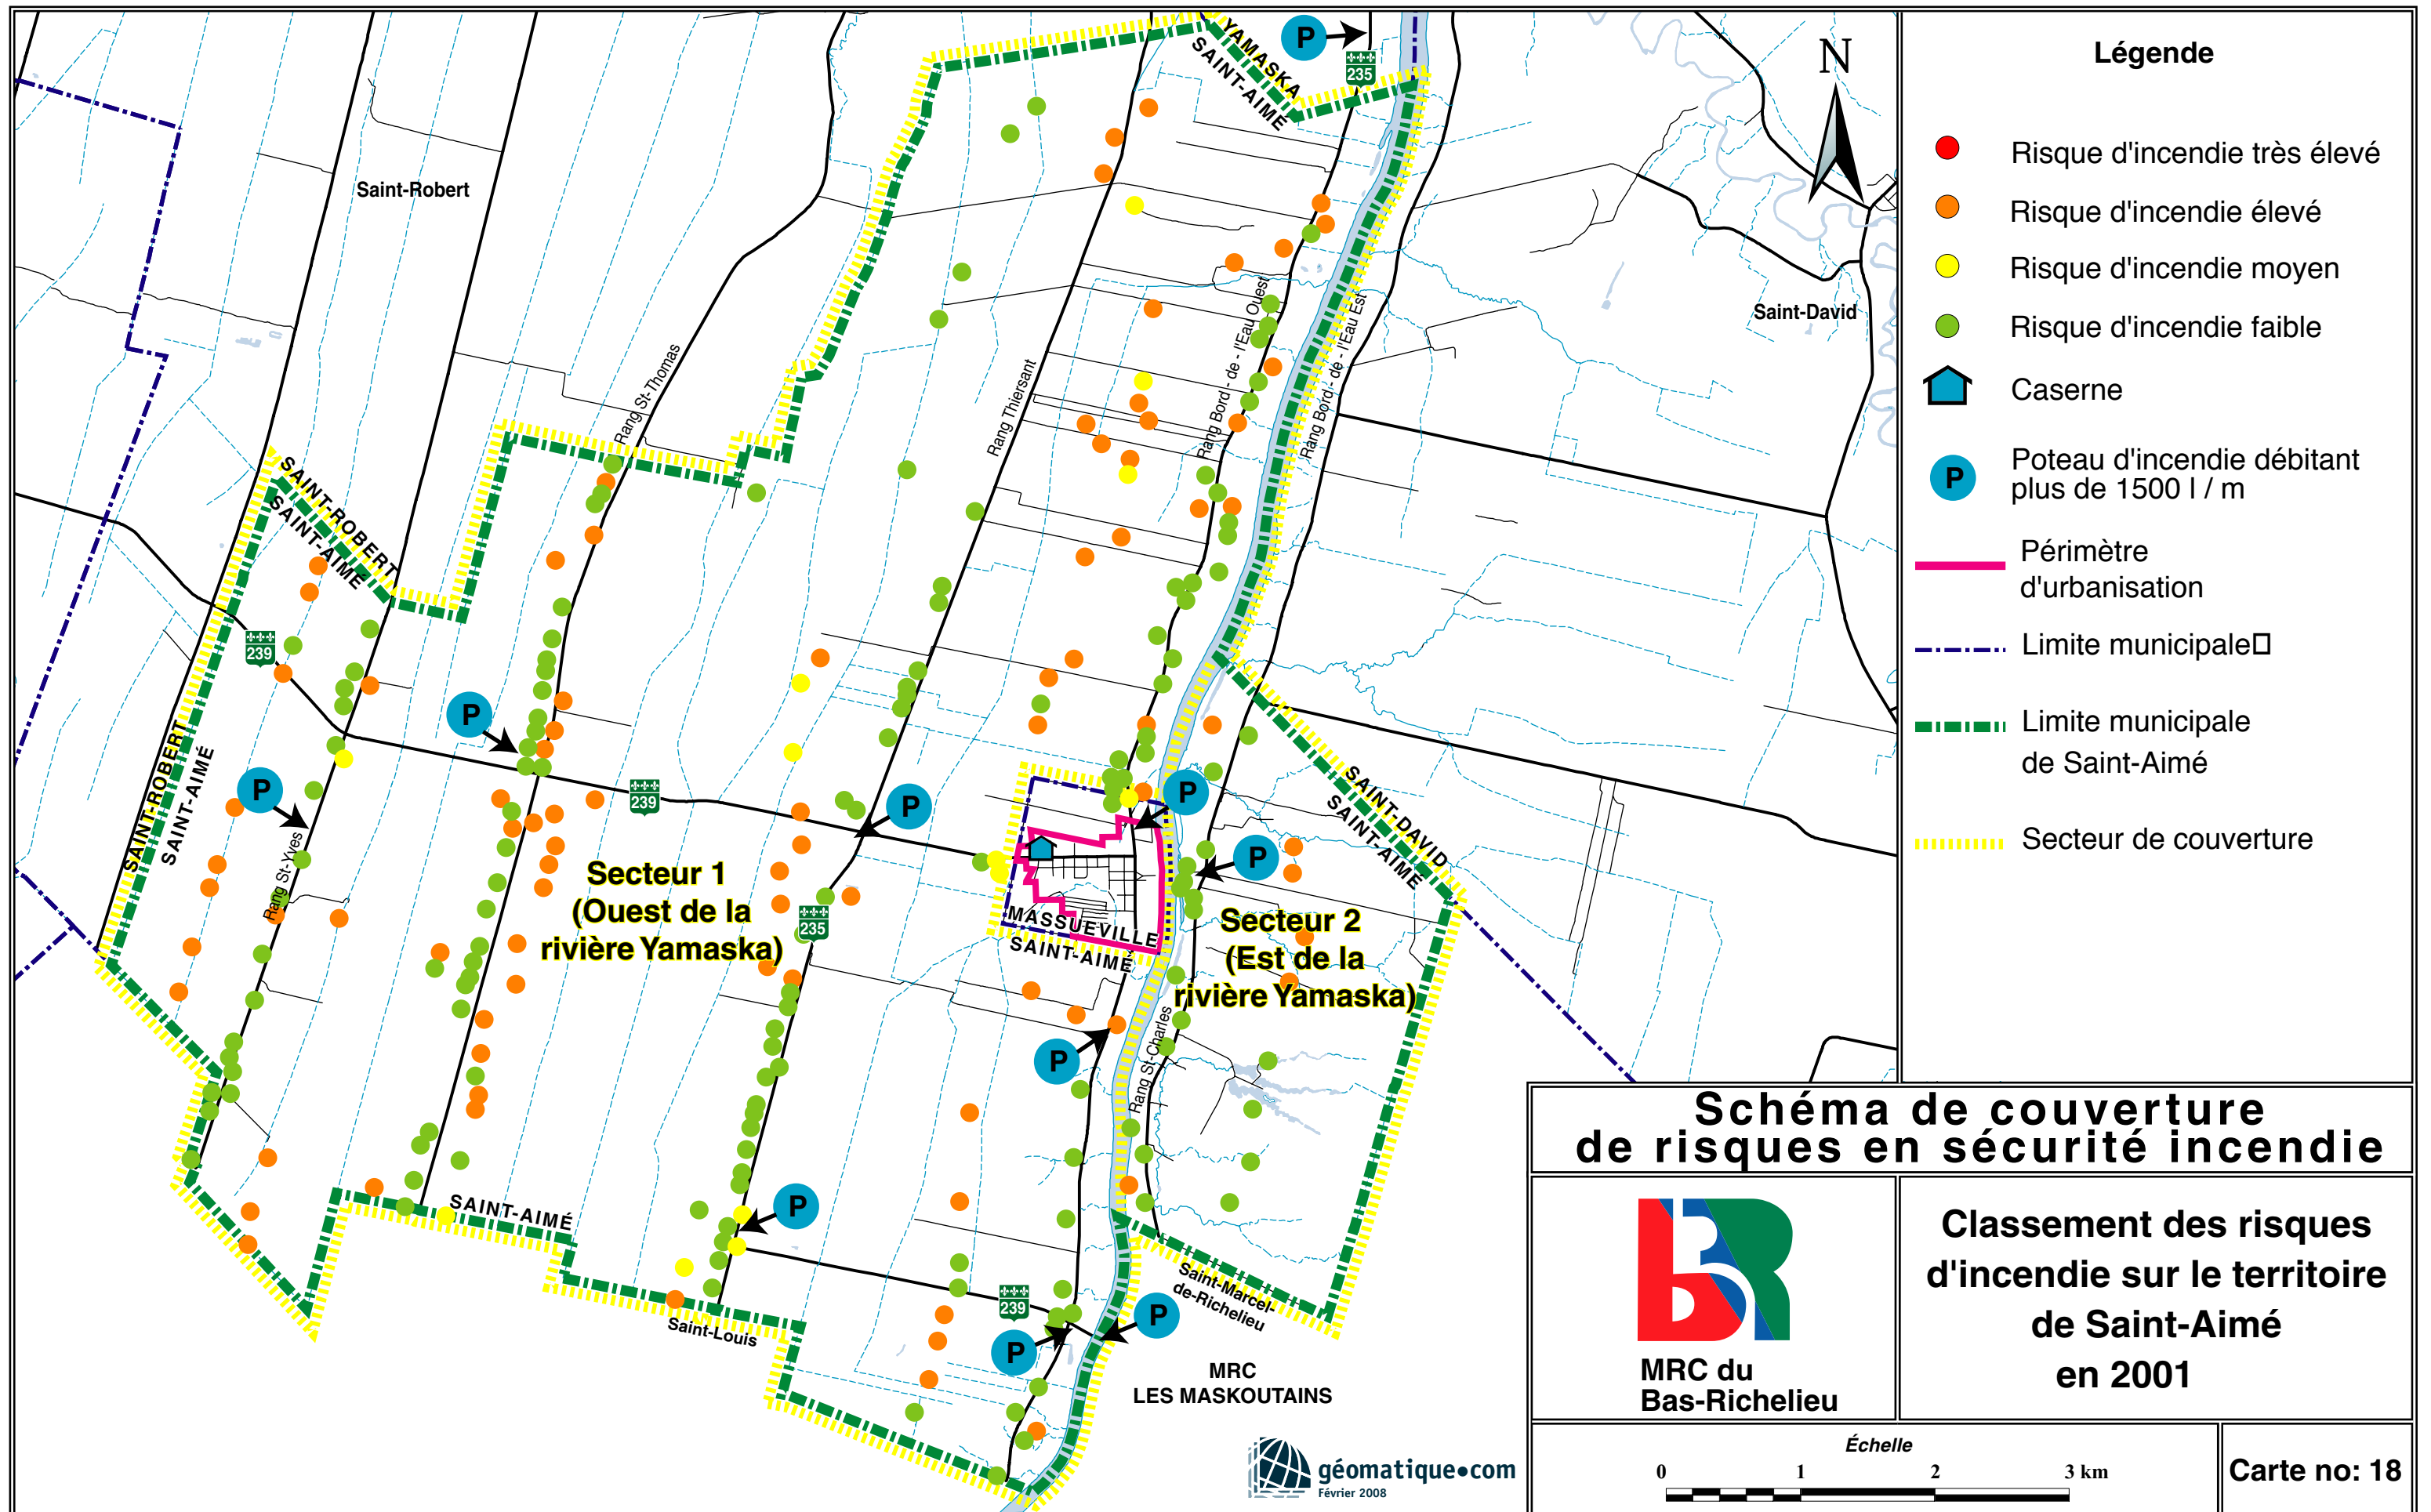 YAMASKA
SAINT-AIMÉ
P
235
N
Saint-Robert
Saint-David
Rang St-Thomas
Rang Thiersant
Rang Bord - de - l'Eau Ouest
Rang Bord - de - l'Eau Est
SAINT-ROBERT
SAINT-AIMÉ
239
P
SAINT-ROBERT
SAINT-AIMÉ
P
Rang St-Yves
239
P
P
P
Secteur 1
(Ouest de la
rivière Yamaska)
235
MASSUEVILLE
SAINT-AIMÉ
SAINT-DAVID
SAINT-AIMÉ
Secteur 2
(Est de la
rivière Yamaska)
P
Rang St-Charles
SAINT-AIMÉ
P
Saint-Louis
239
P
P
Saint-Marcel-
de-Richelieu
MRC
LES MASKOUTAINS
géomatique•com
Février 2008
Légende
Risque d'incendie très élevé
Risque d'incendie élevé
Risque d'incendie moyen
Risque d'incendie faible
Caserne
P
Poteau d'incendie débitant
plus de 1500 l / m
Périmètre
d'urbanisation
Limite municipale□
Limite municipale
de Saint-Aimé
Secteur de couverture
Schéma de couverture
de risques en sécurité incendie
MRC du
Bas-Richelieu
Classement des risques
d'incendie sur le territoire
de Saint-Aimé
en 2001
Échelle
0 1 2 3 km
Carte no: 18